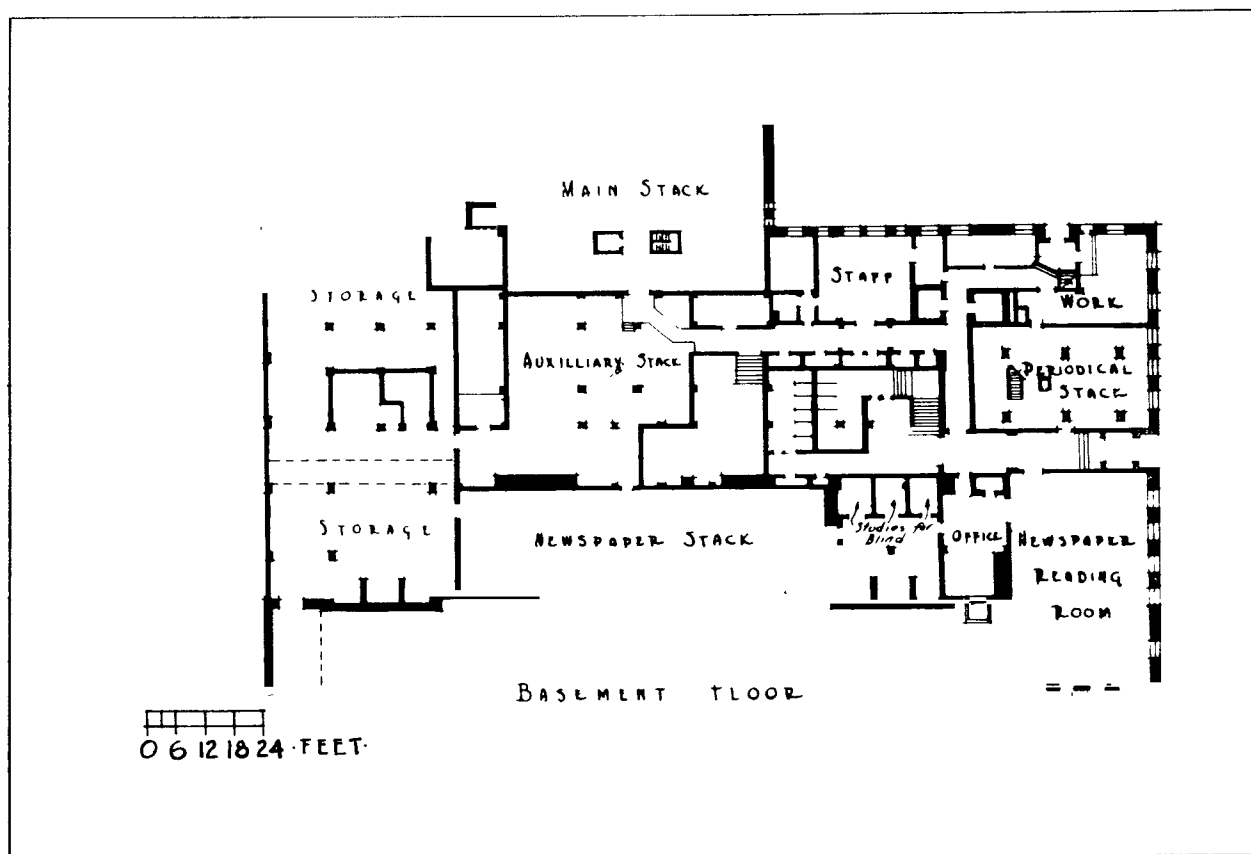 MAIN STACK
STAFF
STORAGE
WORK
AUXILLIARY STACK
PERIODICAL
STACK
STORAGE
NEWSPAPER STACK
Studies for
Blind
OFFICE
NEWSPAPER
READING
ROOM
BASEMENT FLOOR
0 6 12 18 24 ·FEET·